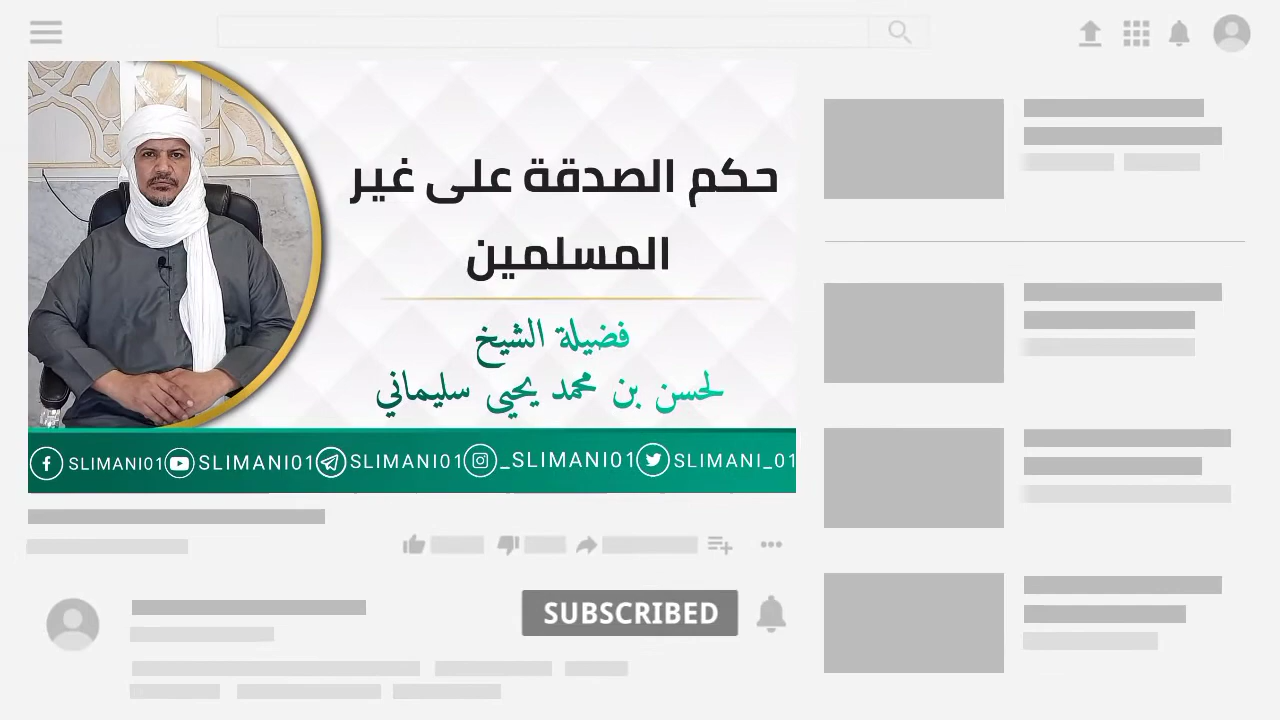 حكم الصدقة على غير
المسلمين
فضيلة الشيخ
لحسن بن محمد يحيى سليماني
SLIMANI01 SLIMANI01 SLIMANI01 _SLIMANI01 SLIMANI_01
SUBSCRIBED